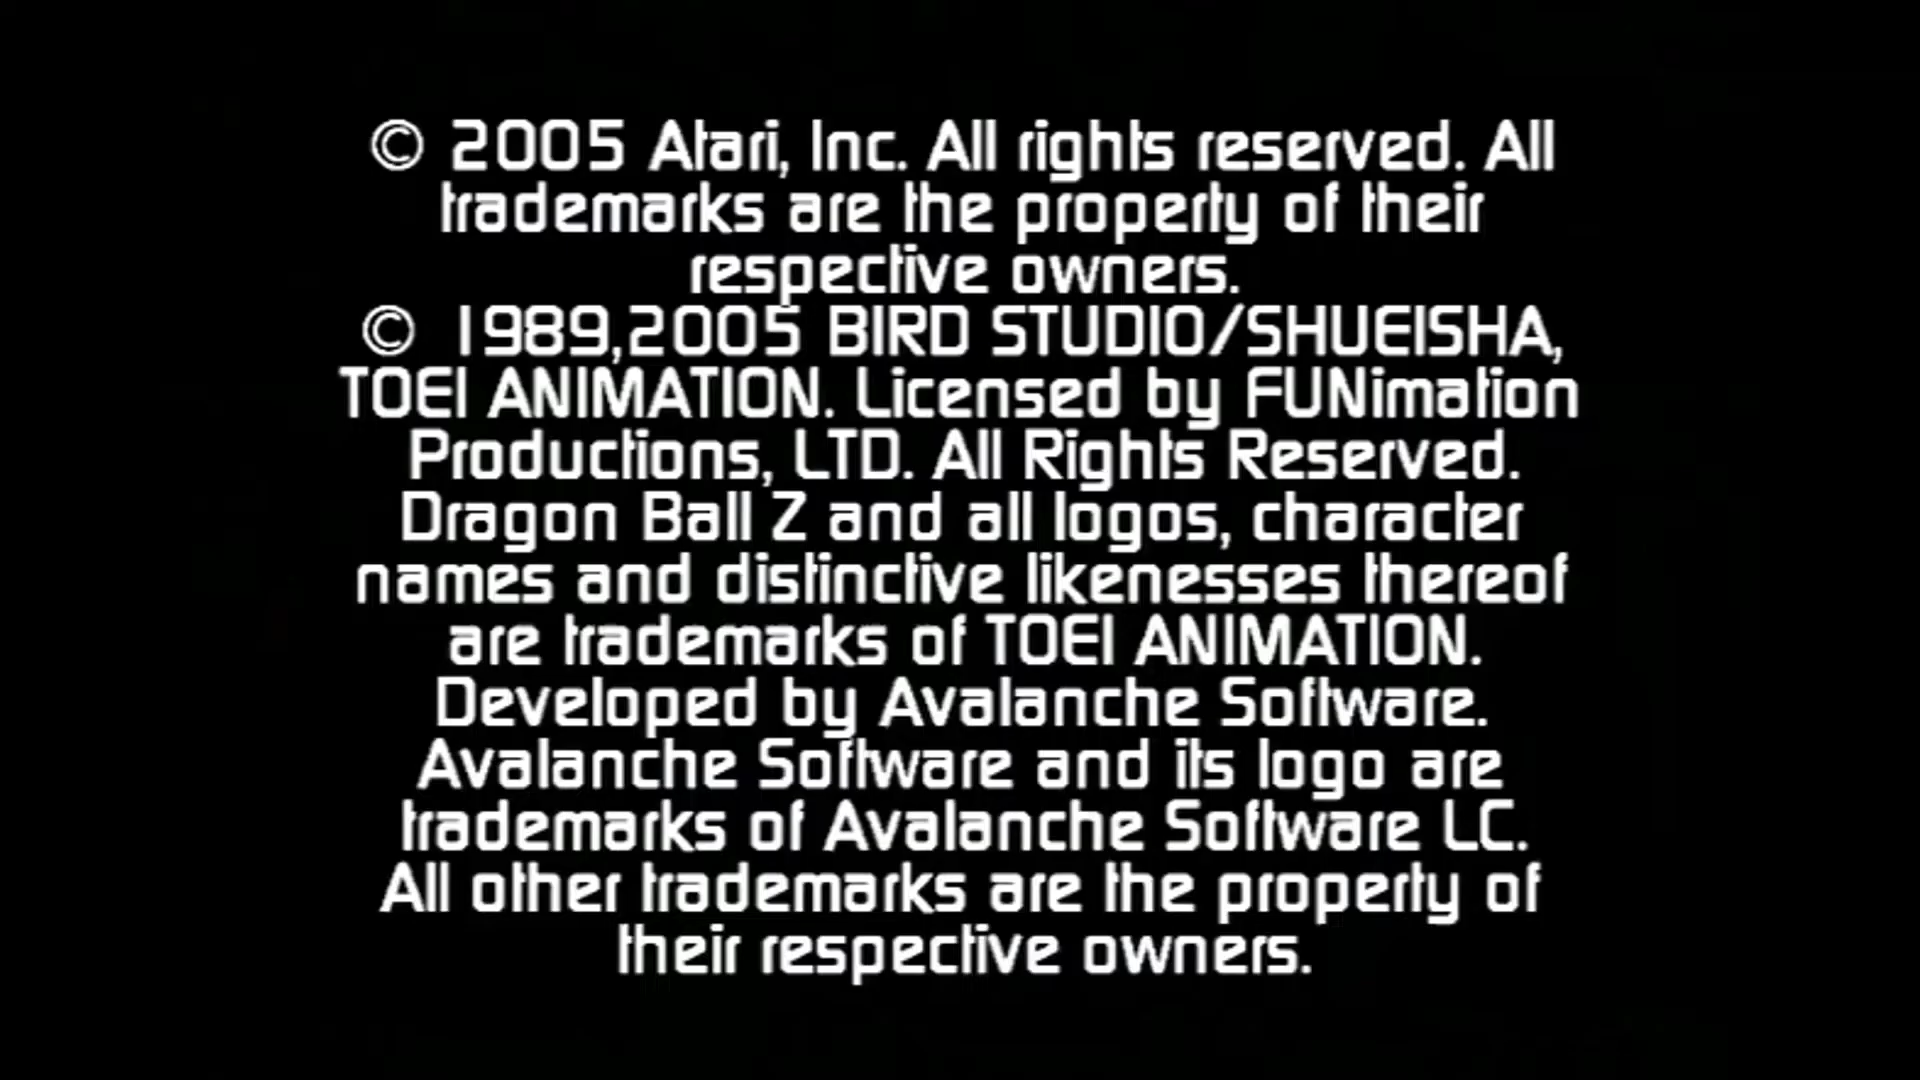 © 2005 Atari, Inc. All rights reserved. All
trademarks are the property of their
respective owners.
© 1989,2005 BIRD STUDIO/SHUEISHA,
TOEI ANIMATION. Licensed by FUNimation
Productions, LTD. All Rights Reserved.
Dragon Ball Z and all logos, character
names and distinctive likenesses thereof
are trademarks of TOEI ANIMATION.
Developed by Avalanche Software.
Avalanche Software and its logo are
trademarks of Avalanche Software LC.
All other trademarks are the property of
their respective owners.